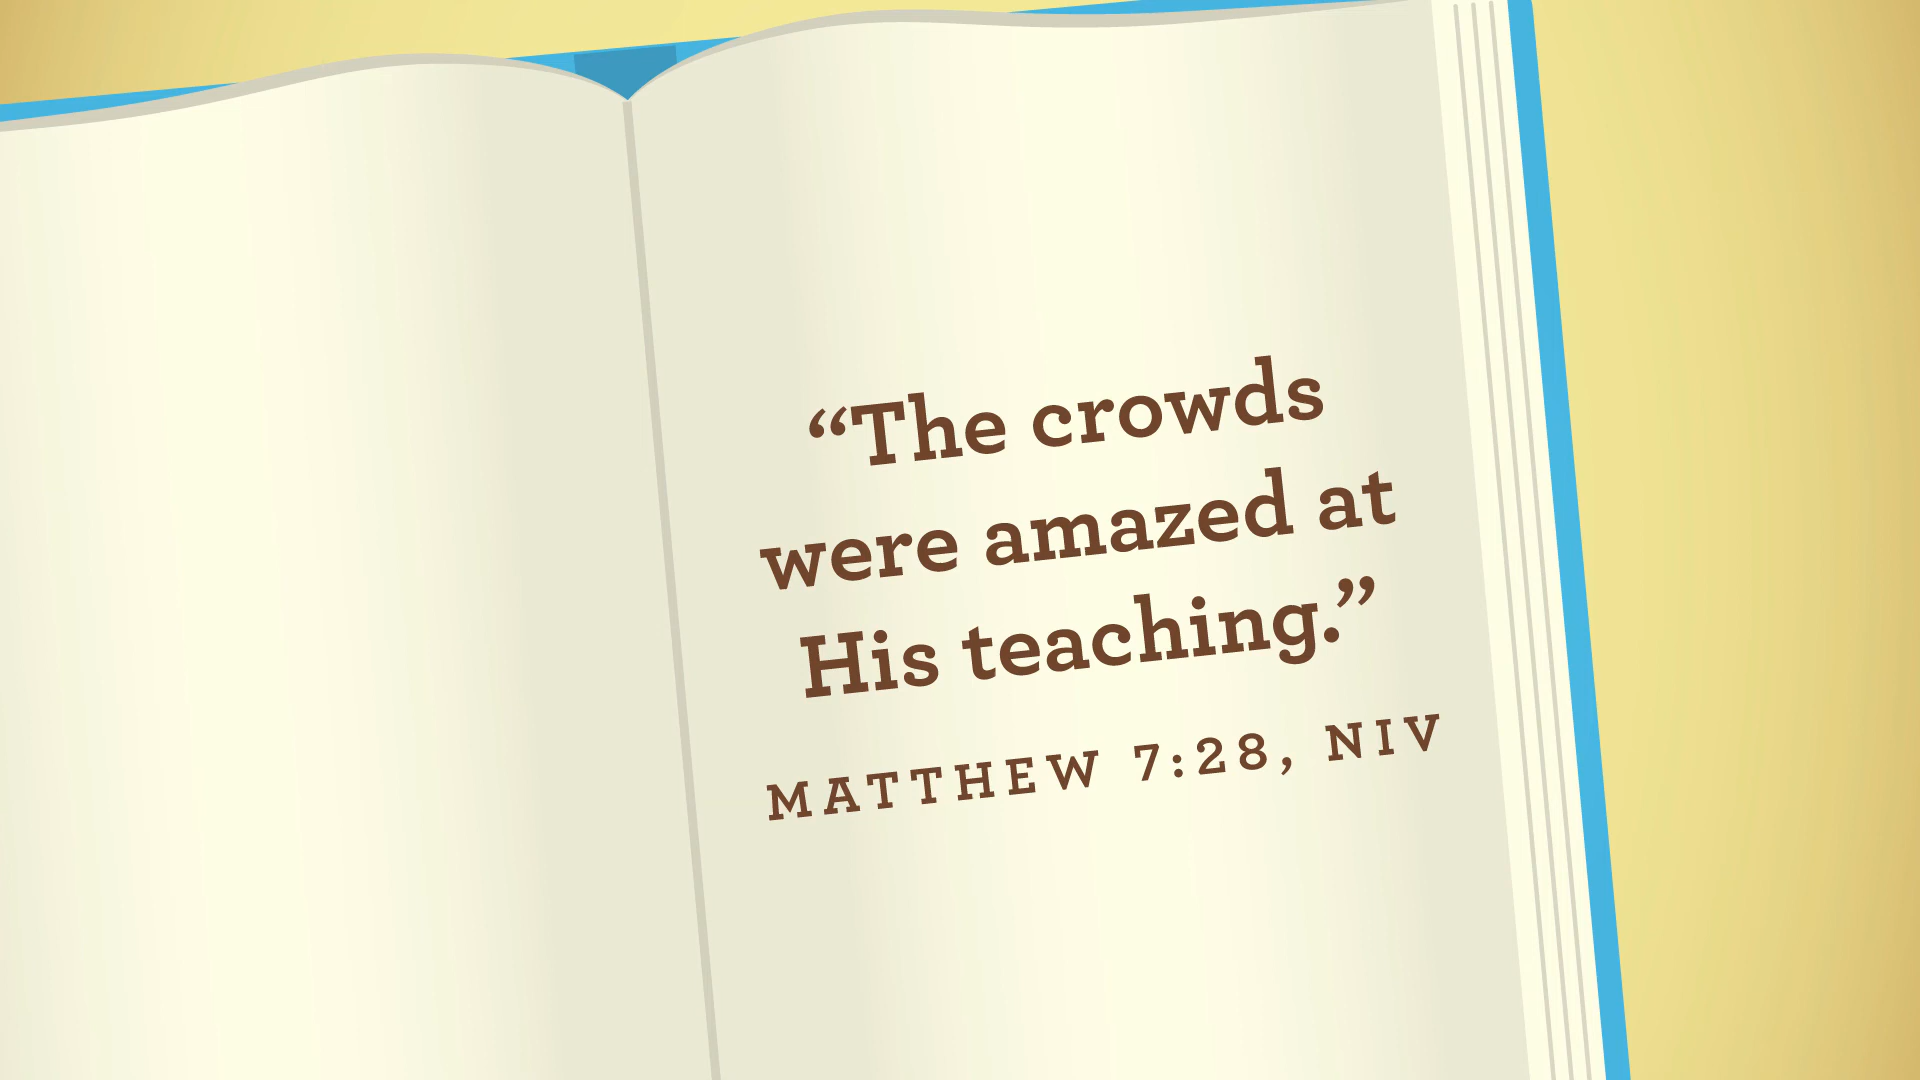 “The crowds
were amazed at
His teaching.”
MATTHEW 7:28, NIV